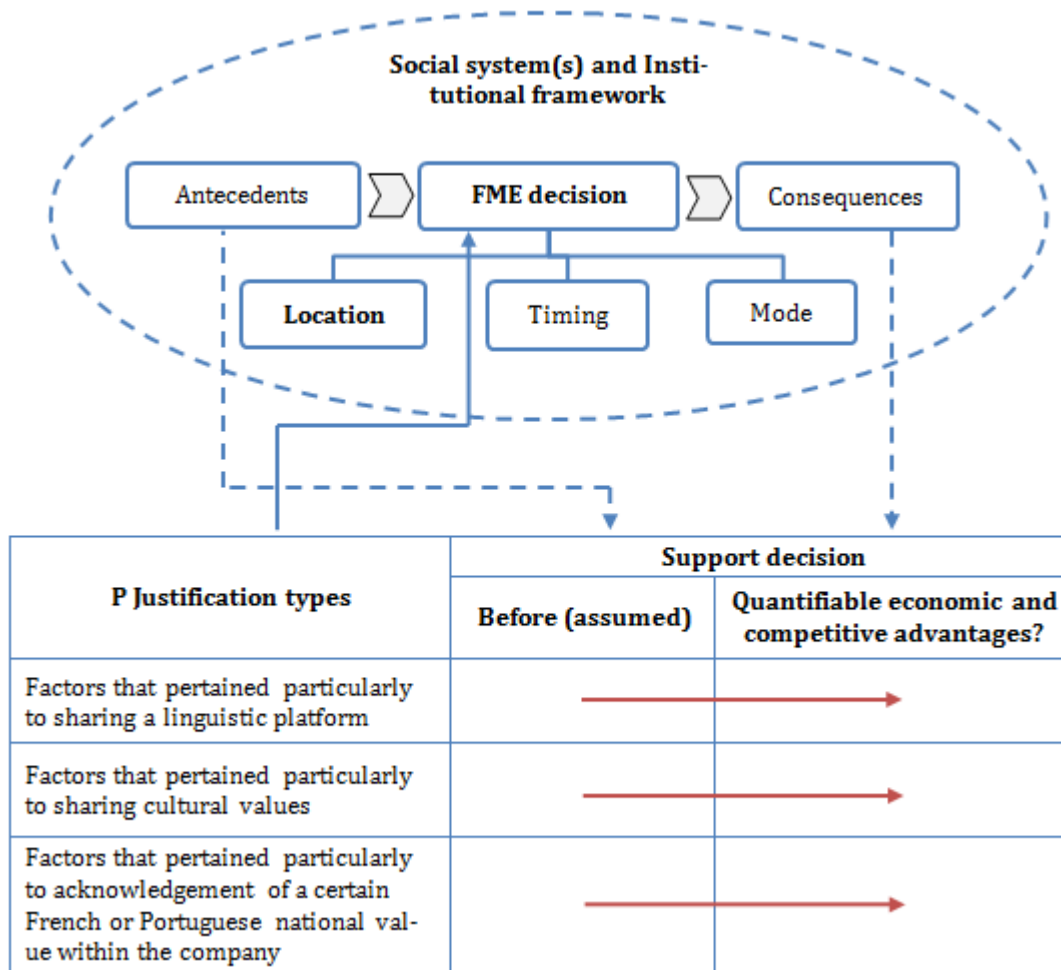 Social system(s) and Insti-
tutional framework
Antecedents
FME decision
Consequences
Location
Timing
Mode
P Justification types
Support decision
Before (assumed)
Quantifiable economic and
competitive advantages?
Factors that pertained particularly
to sharing a linguistic platform
Factors that pertained particularly
to sharing cultural values
Factors that pertained particularly
to acknowledgement of a certain
French or Portuguese national val-
ue within the company